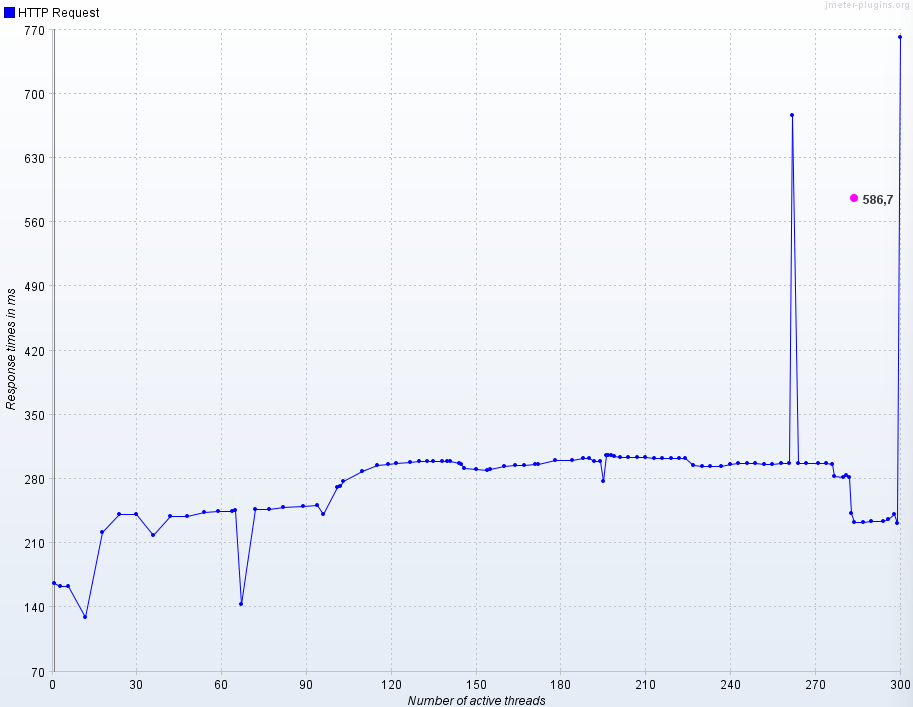 jmeter-plugins.org
HTTP Request
770
700
630
586,7
560
490
420
350
280
210
140
70
Response times in ms
0 30 60 90 120 150 180 210 240 270 300
Number of active threads